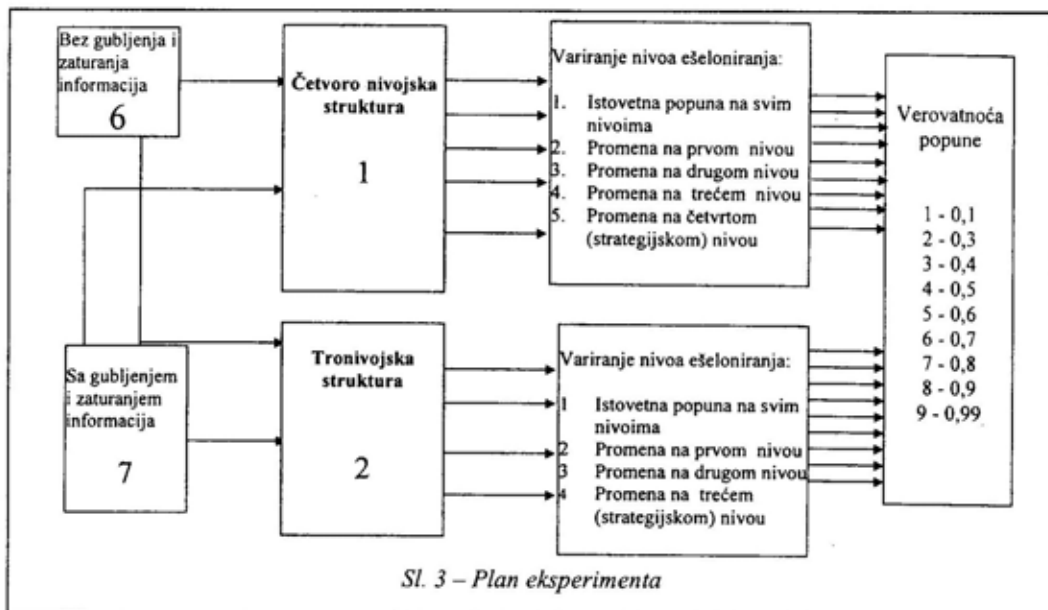 Bez gubljenja i
zaturanja
informacija
6
Četvoro nivojska
struktura
1
Variranje nivoa ešeloniranja:
1. Istovetna popuna na svim
nivoima
2. Promena na prvom nivou
3. Promena na drugom nivou
4. Promena na trećem nivou
5. Promena na četvrtom
(strategijskom) nivou
Verovatnoća
popune
1 - 0,1
2 - 0,3
3 - 0,4
4 - 0,5
5 - 0,6
6 - 0,7
7 - 0,8
8 - 0,9
9 - 0,99
Sa gubljenjem
i zaturanjem
informacija
7
Tronivojska
struktura
2
Variranje nivoa ešeloniranja:
1 Istovetna popuna na svim
nivoima
2 Promena na prvom nivou
3 Promena na drugom nivou
4 Promena na trećem
(strategijskom) nivou
Sl. 3 – Plan eksperimenta